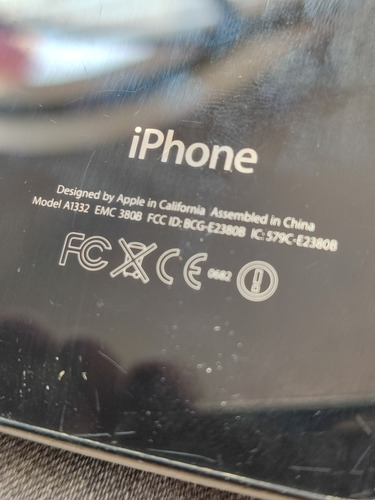 iPhone
Designed by Apple in California Assembled in China
Model A1332 EMC 380B FCC ID: BCG-E2380B IC: 579C-E2380B
FC CE 0682